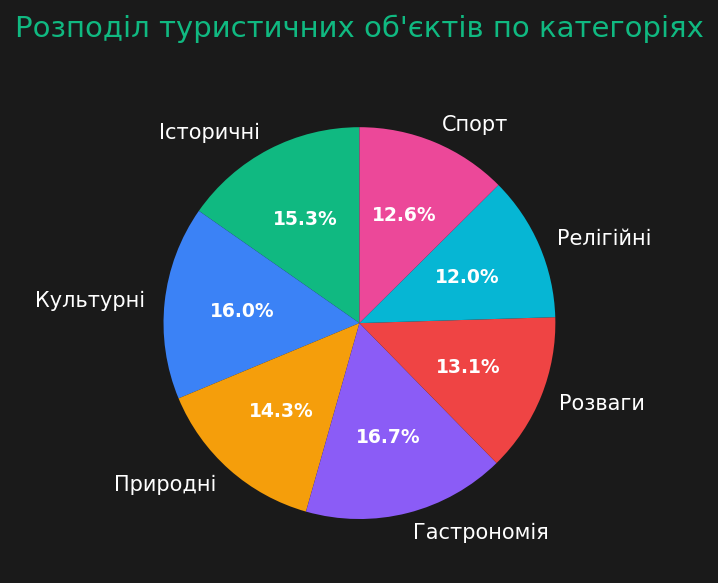 Розподіл туристичних об'єктів по категоріях
Спорт
Історичні
12.6%
15.3%
Релігійні
12.0%
Культурні
16.0%
13.1%
Розваги
14.3%
16.7%
Природні
Гастрономія